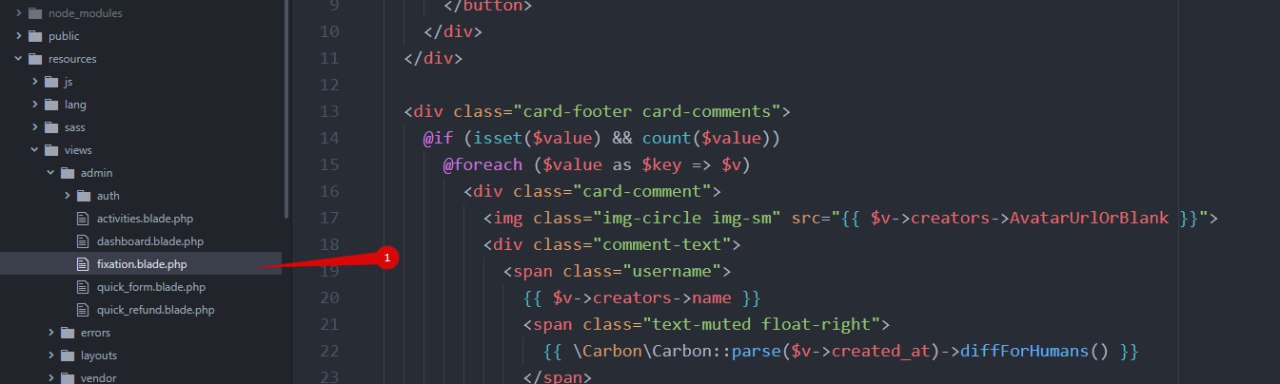 node_modules
public
resources
js
lang
sass
views
admin
auth
activities.blade.php
dashboard.blade.php
fixation.blade.php
quick_form.blade.php
quick_refund.blade.php
errors
layouts
vendor
1
9 </button>
10 </div>
11 </div>
12
13 <div class="card-footer card-comments">
14 @if (isset($value) && count($value))
15 @foreach ($value as $key => $v)
16 <div class="card-comment">
17 <img class="img-circle img-sm" src="{{ $v->creators->AvatarUrlOrBlank }}">
18 <div class="comment-text">
19 <span class="username">
20 {{ $v->creators->name }}
21 <span class="text-muted float-right">
22 {{ \Carbon\Carbon::parse($v->created_at)->diffForHumans() }}
23 </span>